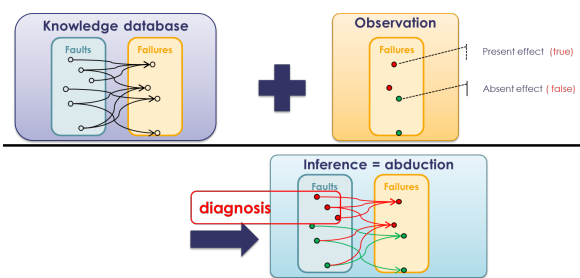 Knowledge database
Faults
Failures
Observation
Failures
Present effect (true)
Absent effect ( false)
Inference = abduction
Faults
Failures
diagnosis